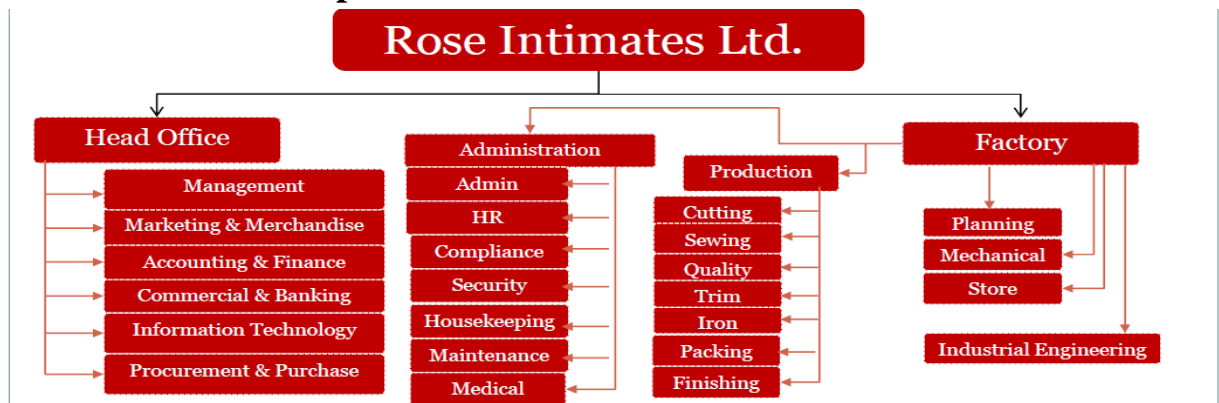 Rose Intimates Ltd.
Head Office
Management
Marketing & Merchandise
Accounting & Finance
Commercial & Banking
Information Technology
Procurement & Purchase
Administration
Admin
HR
Compliance
Security
Housekeeping
Maintenance
Medical
Production
Cutting
Sewing
Quality
Trim
Iron
Packing
Finishing
Factory
Planning
Mechanical
Store
Industrial Engineering